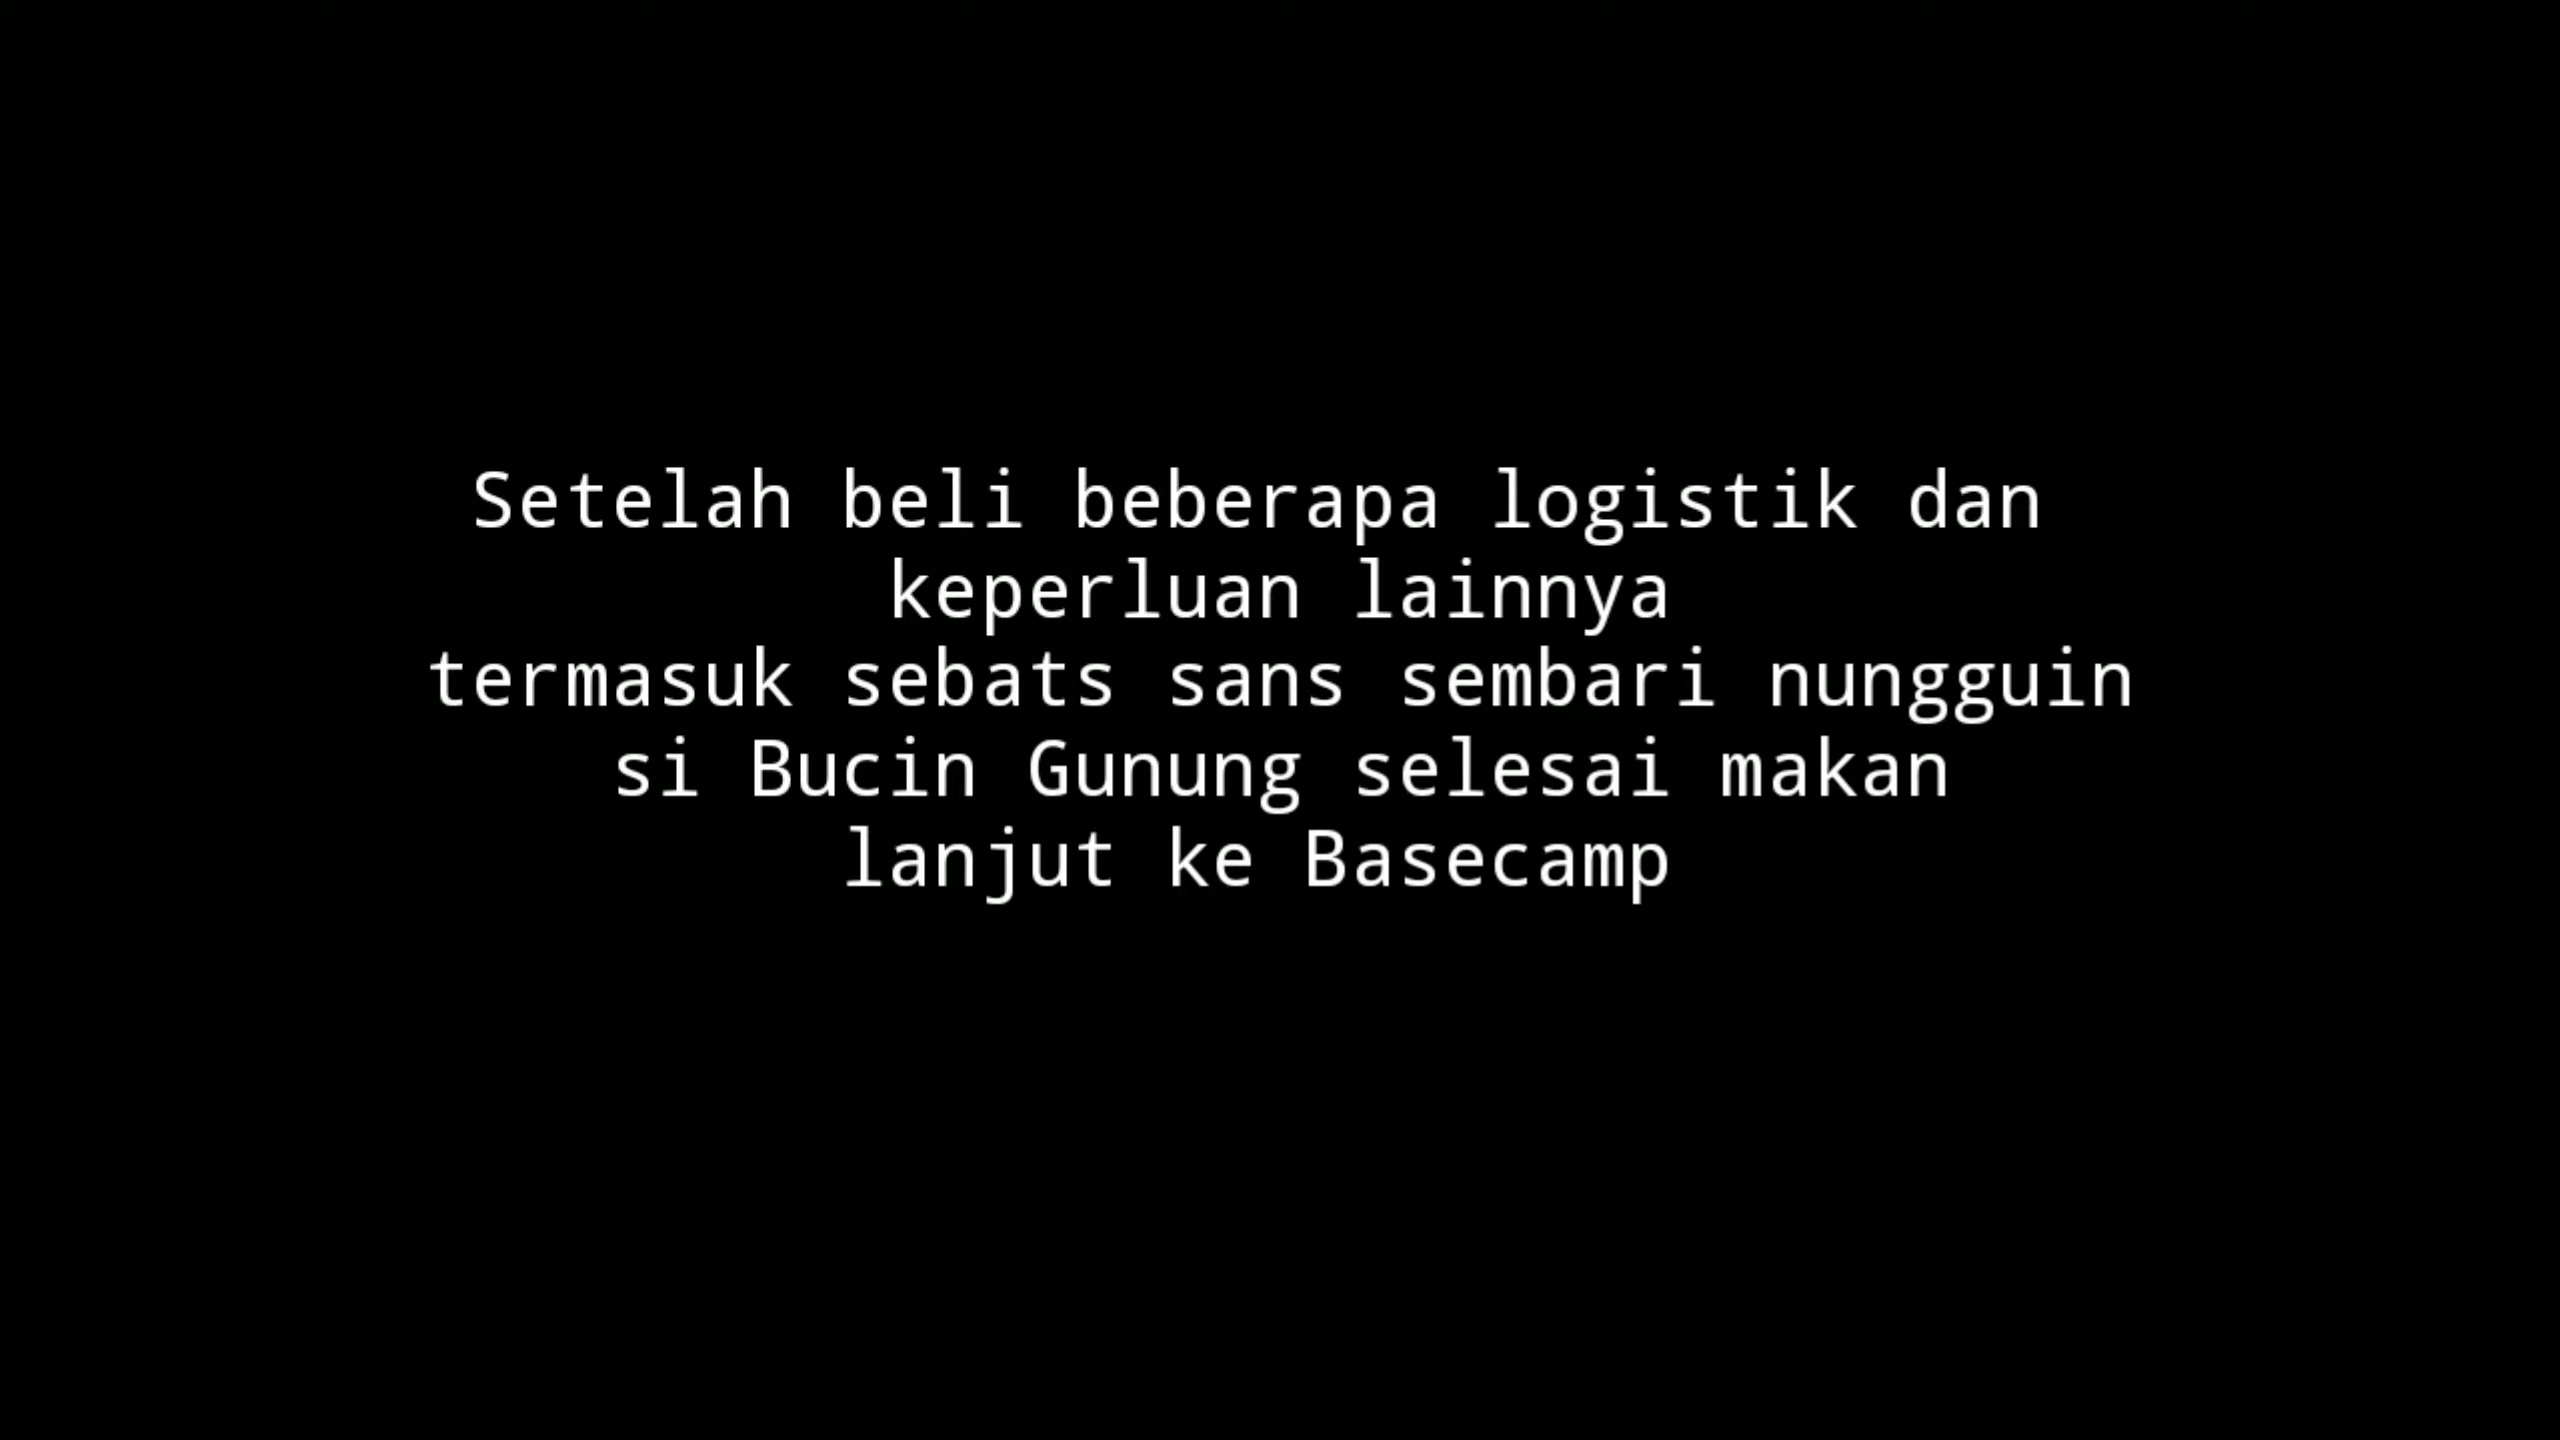 Setelah beli beberapa logistik dan
keperluan lainnya
termasuk sebats sans sembari nungguin
si Bucin Gunung selesai makan
lanjut ke Basecamp